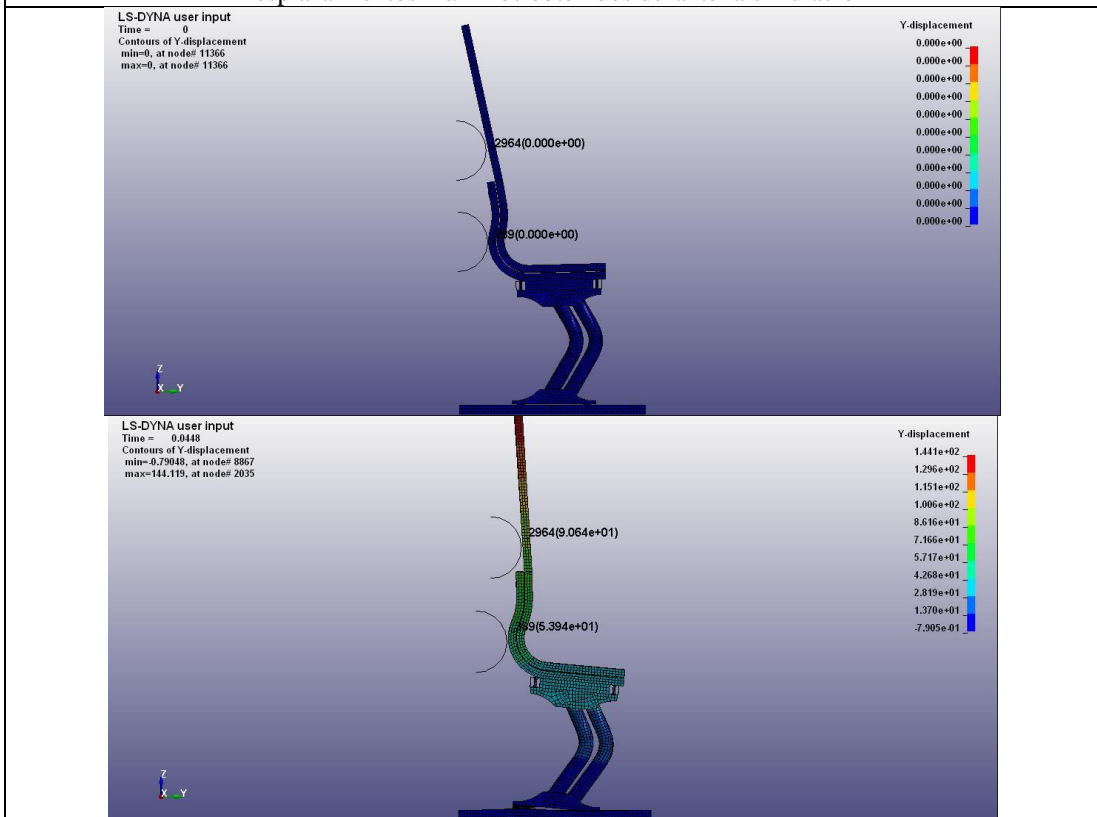 LS-DYNA user input
Time = 0
Contours of Y-displacement
min=0, at node# 11366
max=0, at node# 11366
Y-displacement
0.000e+00
0.000e+00
0.000e+00
0.000e+00
0.000e+00
0.000e+00
0.000e+00
0.000e+00
0.000e+00
0.000e+00
0.000e+00
2964(0.000e+00)
(0.000e+00)
Z
X Y
LS-DYNA user input
Time = 0.0448
Contours of Y-displacement
min=-0.79048, at node# 8867
max=144.119, at node# 2035
Y-displacement
1.441e+02
1.296e+02
1.151e+02
1.006e+02
8.616e+01
7.166e+01
5.717e+01
4.268e+01
2.819e+01
1.370e+01
-7.905e-01
2964(9.064e+01)
(5.394e+01)
Z
X Y